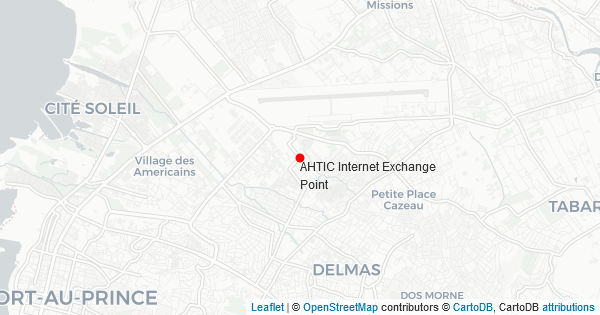 Missions
CITÉ SOLEIL
Village des
Americains
AHTIC Internet Exchange
Point
Petite Place
Cazeau
TABAR
DELMAS
ORT-AU-PRINCE
DOS MORNE
Leaflet | © OpenStreetMap contributors © CartoDB, CartoDB attributions